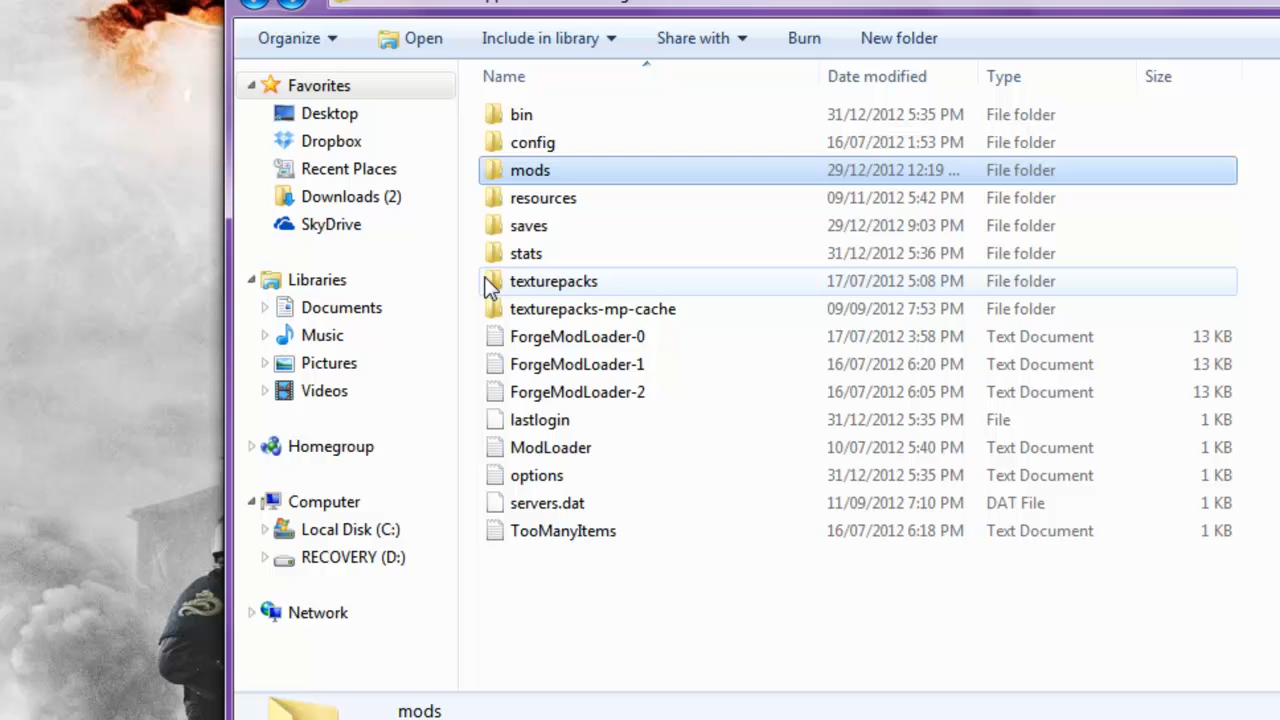 Organize Open Include in library Share with Burn New folder
Favorites
Desktop
Dropbox
Recent Places
Downloads (2)
SkyDrive
Libraries
Documents
Music
Pictures
Videos
Homegroup
Computer
Local Disk (C:)
RECOVERY (D:)
Network
Name Date modified Type Size
bin 31/12/2012 5:35 PM File folder
config 16/07/2012 1:53 PM File folder
mods 29/12/2012 12:19 ... File folder
resources 09/11/2012 5:42 PM File folder
saves 29/12/2012 9:03 PM File folder
stats 31/12/2012 5:36 PM File folder
texturepacks 17/07/2012 5:08 PM File folder
texturepacks-mp-cache 09/09/2012 7:53 PM File folder
ForgeModLoader-0 17/07/2012 3:58 PM Text Document 13 KB
ForgeModLoader-1 16/07/2012 6:20 PM Text Document 13 KB
ForgeModLoader-2 16/07/2012 6:05 PM Text Document 13 KB
lastlogin 31/12/2012 5:35 PM File 1 KB
ModLoader 10/07/2012 5:40 PM Text Document 1 KB
options 31/12/2012 5:35 PM Text Document 1 KB
servers.dat 11/09/2012 7:10 PM DAT File 1 KB
TooManyItems 16/07/2012 6:18 PM Text Document 1 KB
mods